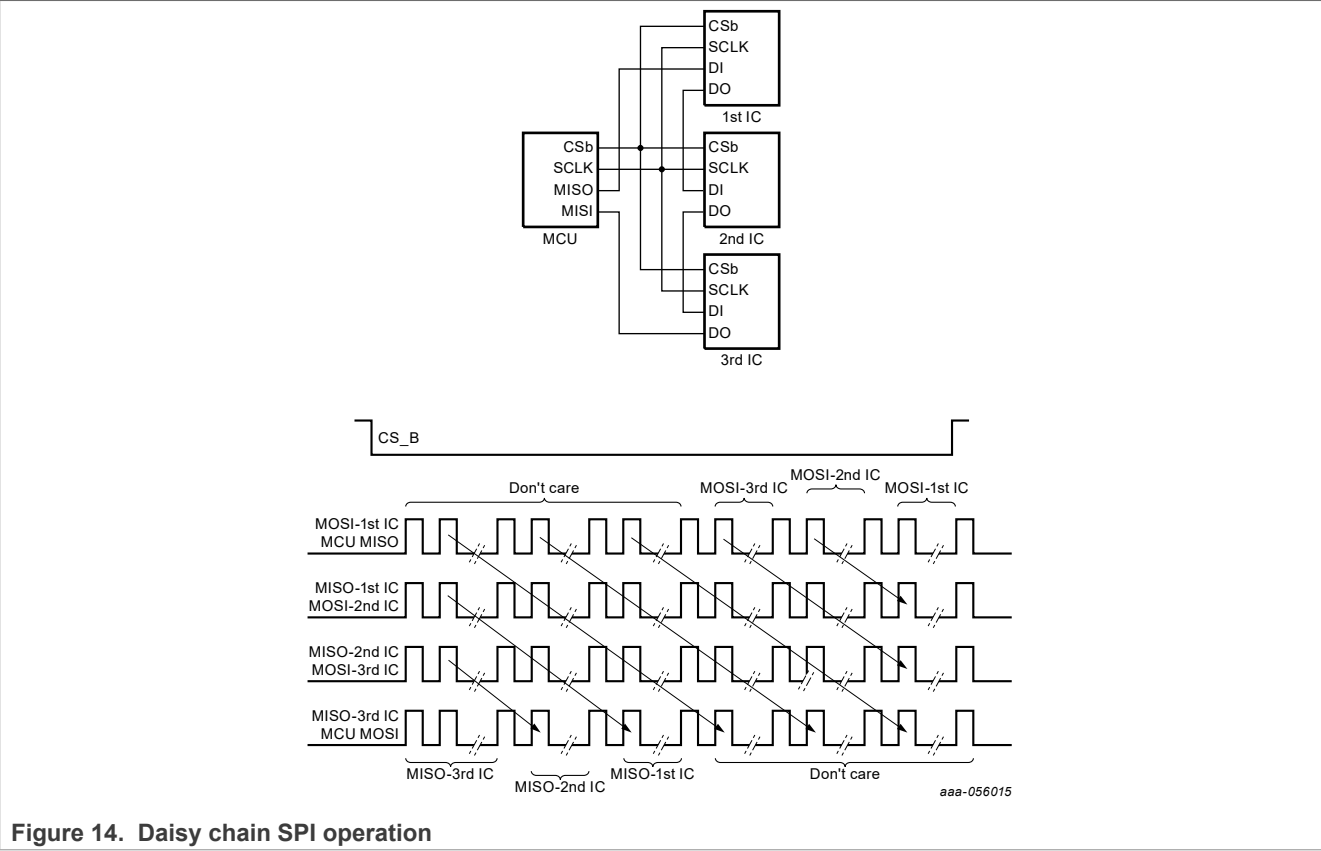 CSb
SCLK
DI
DO
1st IC
CSb
SCLK
MISO
MISI
MCU
CSb
SCLK
DI
DO
2nd IC
CSb
SCLK
DI
DO
3rd IC
CS_B
Don't care
MOSI-3rd IC
MOSI-2nd IC
MOSI-1st IC
MOSI-1st IC
MCU MISO
MISO-1st IC
MOSI-2nd IC
MISO-2nd IC
MOSI-3rd IC
MISO-3rd IC
MCU MOSI
MISO-3rd IC
MISO-2nd IC
MISO-1st IC
Don't care
aaa-056015
Figure 14. Daisy chain SPI operation